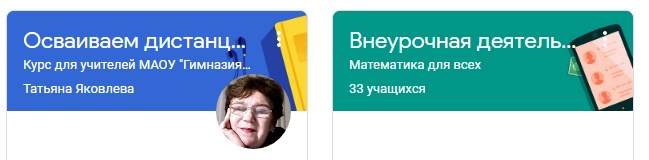 Осваиваем дистанц...
Курс для учителей МАОУ "Гимназия...
Татьяна Яковлева
Внеурочная деятель...
Математика для всех
33 учащихся